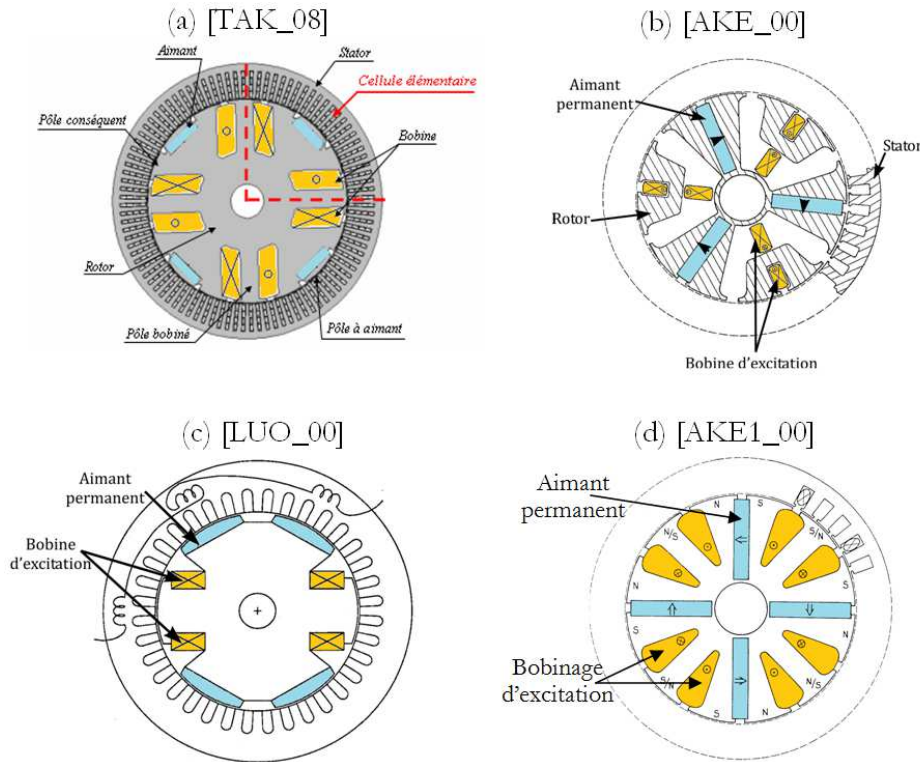 (a) [TAK_08]
Aimant
Stator
Cellule élémentaire
Pôle conséquent
Bobine
Rotor
Pôle bobiné
Pôle à aimant
(b) [AKE_00]
Aimant
permanent
Stator
Rotor
Bobine d'excitation
(c) [LUO_00]
Aimant
permanent
Bobine
d'excitation
+
(d) [AKE1_00]
Aimant
permanent
N
S
N/S
S/N
N
S
S
N
S/N
N/S
S
N
Bobinage
d'excitation